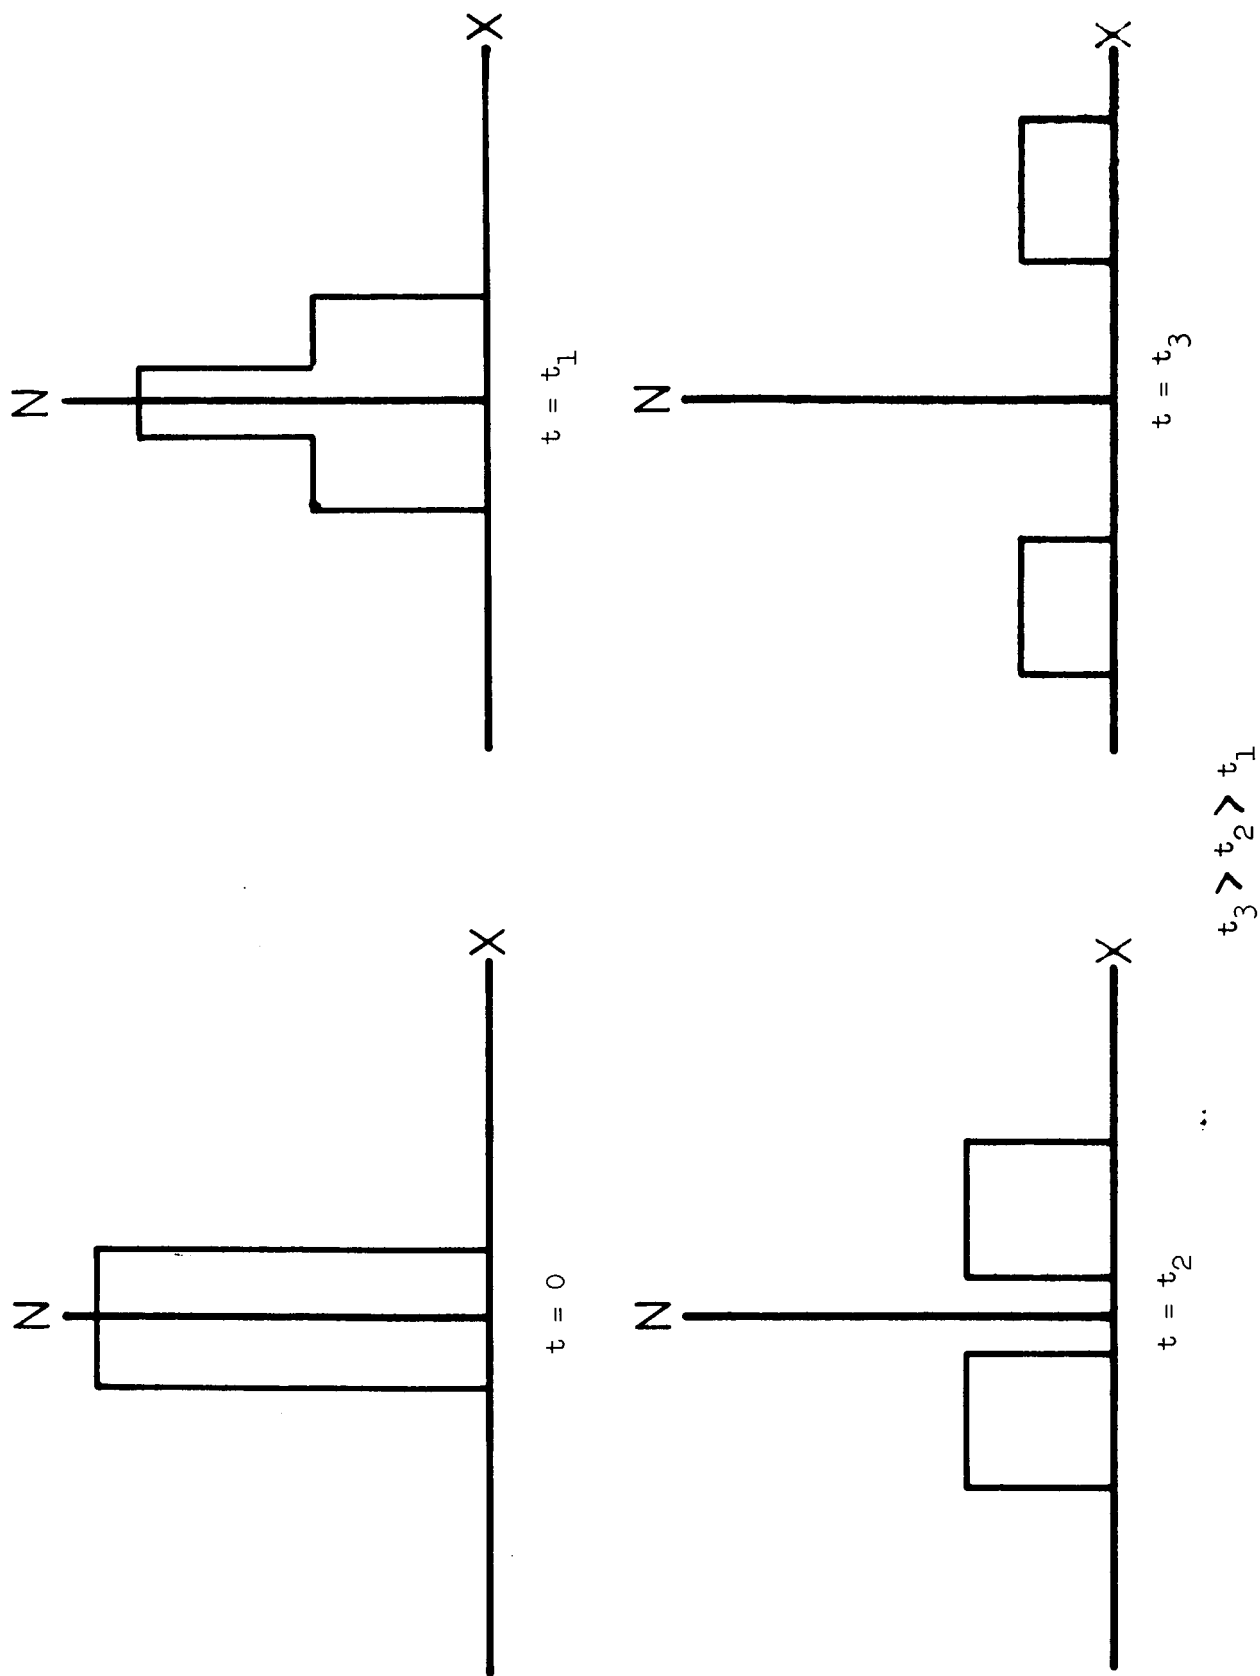 N
X
t = 0
N
X
t = t₁
N
X
t = t₂
N
X
t = t₃
t₃ > t₂ > t₁